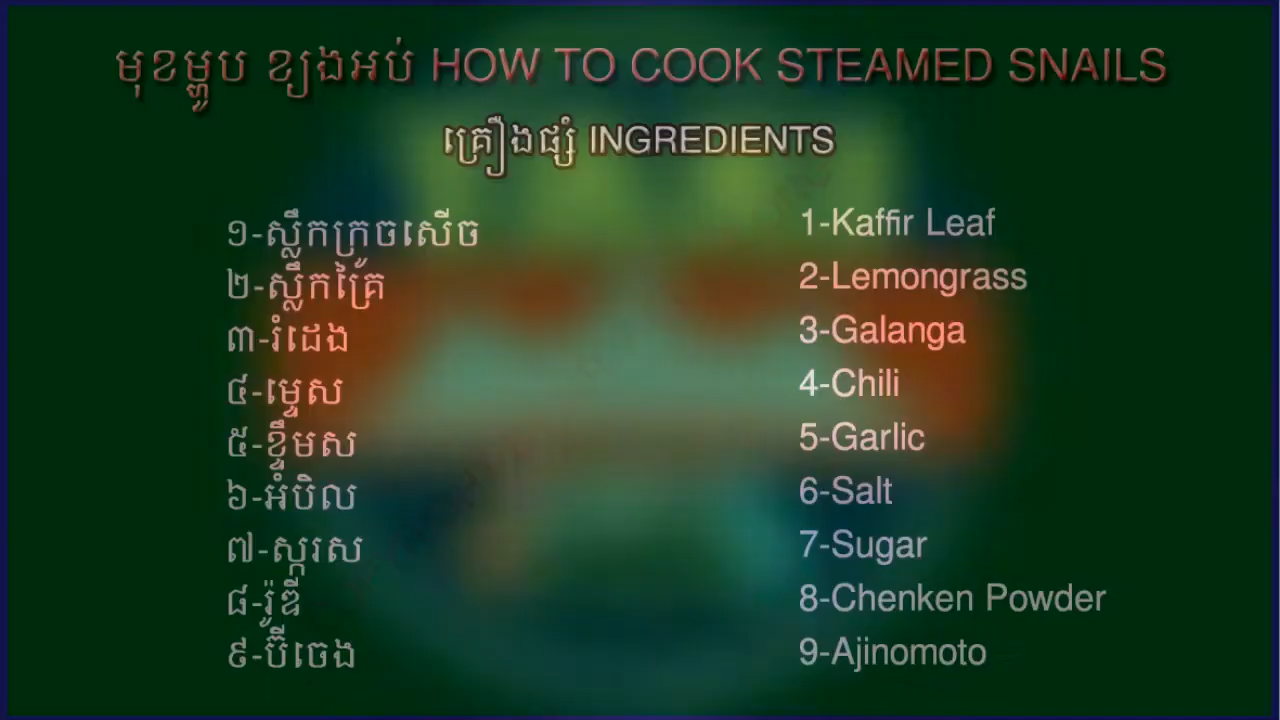 មុខម្ហូប ខ្យងអប់ HOW TO COOK STEAMED SNAILS
គ្រឿងផ្សំ INGREDIENTS
១-ស្លឹកក្រូចសើច
២-ស្លឹកគ្រៃ
៣-រំដេង
៤-ម្ទេស
៥-ខ្ទឹមស
៦-អំបិល
៧-ស្ករស
៨-រ៉ូឌី
៩-ប៊ីចេង
1-Kaffir Leaf
2-Lemongrass
3-Galanga
4-Chili
5-Garlic
6-Salt
7-Sugar
8-Chenken Powder
9-Ajinomoto